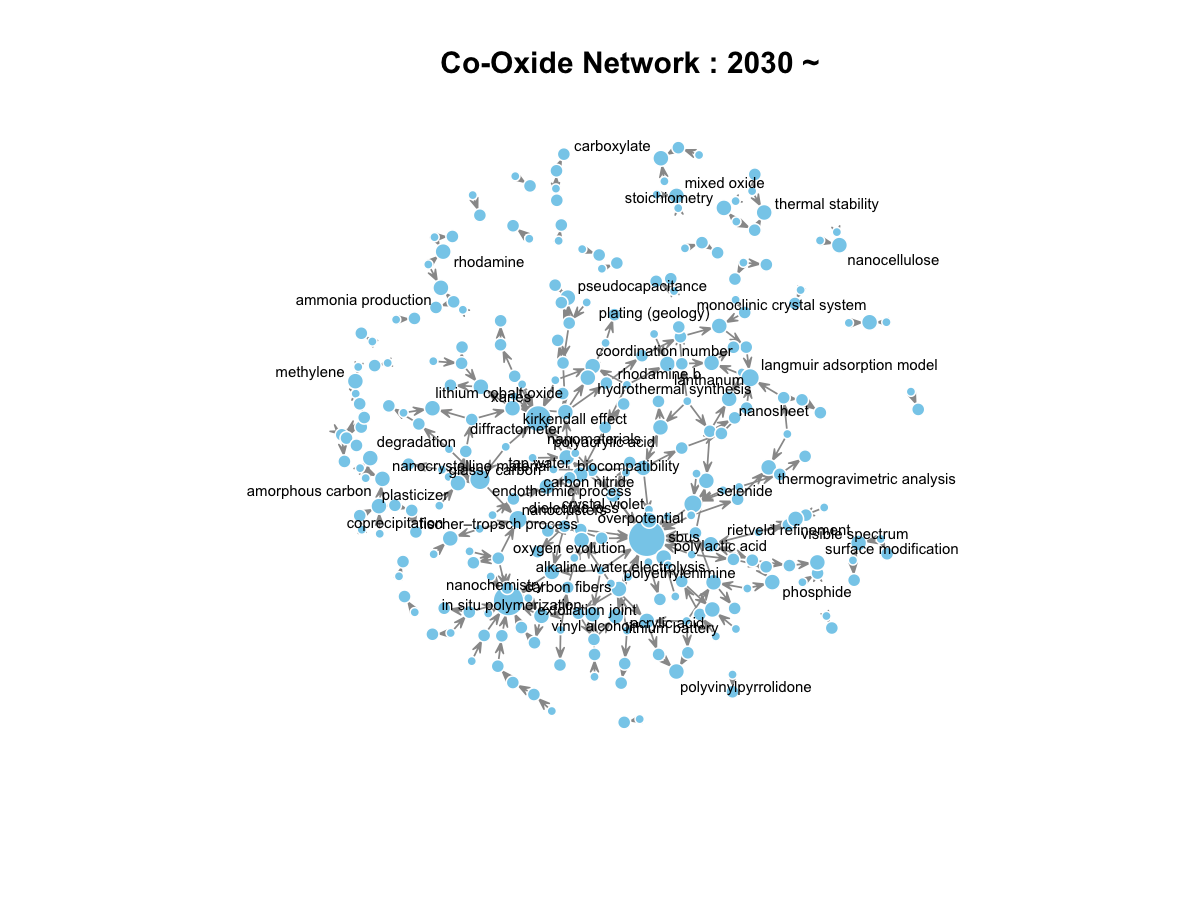 Co-Oxide Network : 2030 ~
carboxylate
mixed oxide
stoichiometry
thermal stability
rhodamine
nanocellulose
pseudocapacitance
ammonia production
monoclinic crystal system
plating (geology)
coordination number
langmuir adsorption model
methylene
rhodamine b
lanthanum
hydrothermal synthesis
lithium cobalt oxide
xanes
nanosheet
kirkendall effect
diffractometer
nanomaterials
degradation
polyacrylic acid
tap water
nanocrystalline material
biocompatibility
glassy carbon
thermogravimetric analysis
carbon nitride
amorphous carbon
endothermic process
selenide
plasticizer
crystal violet
dielectric loss
nanoclusters
overpotential
coprecipitation
fischer–tropsch process
rietveld refinement
visible spectrum
sbus
polylactic acid
oxygen evolution
surface modification
alkaline water electrolysis
polyethylenimine
nanochemistry
carbon fibers
phosphide
in situ polymerization
exfoliation joint
vinyl alcohol
acrylic acid
lithium battery
polyvinylpyrrolidone